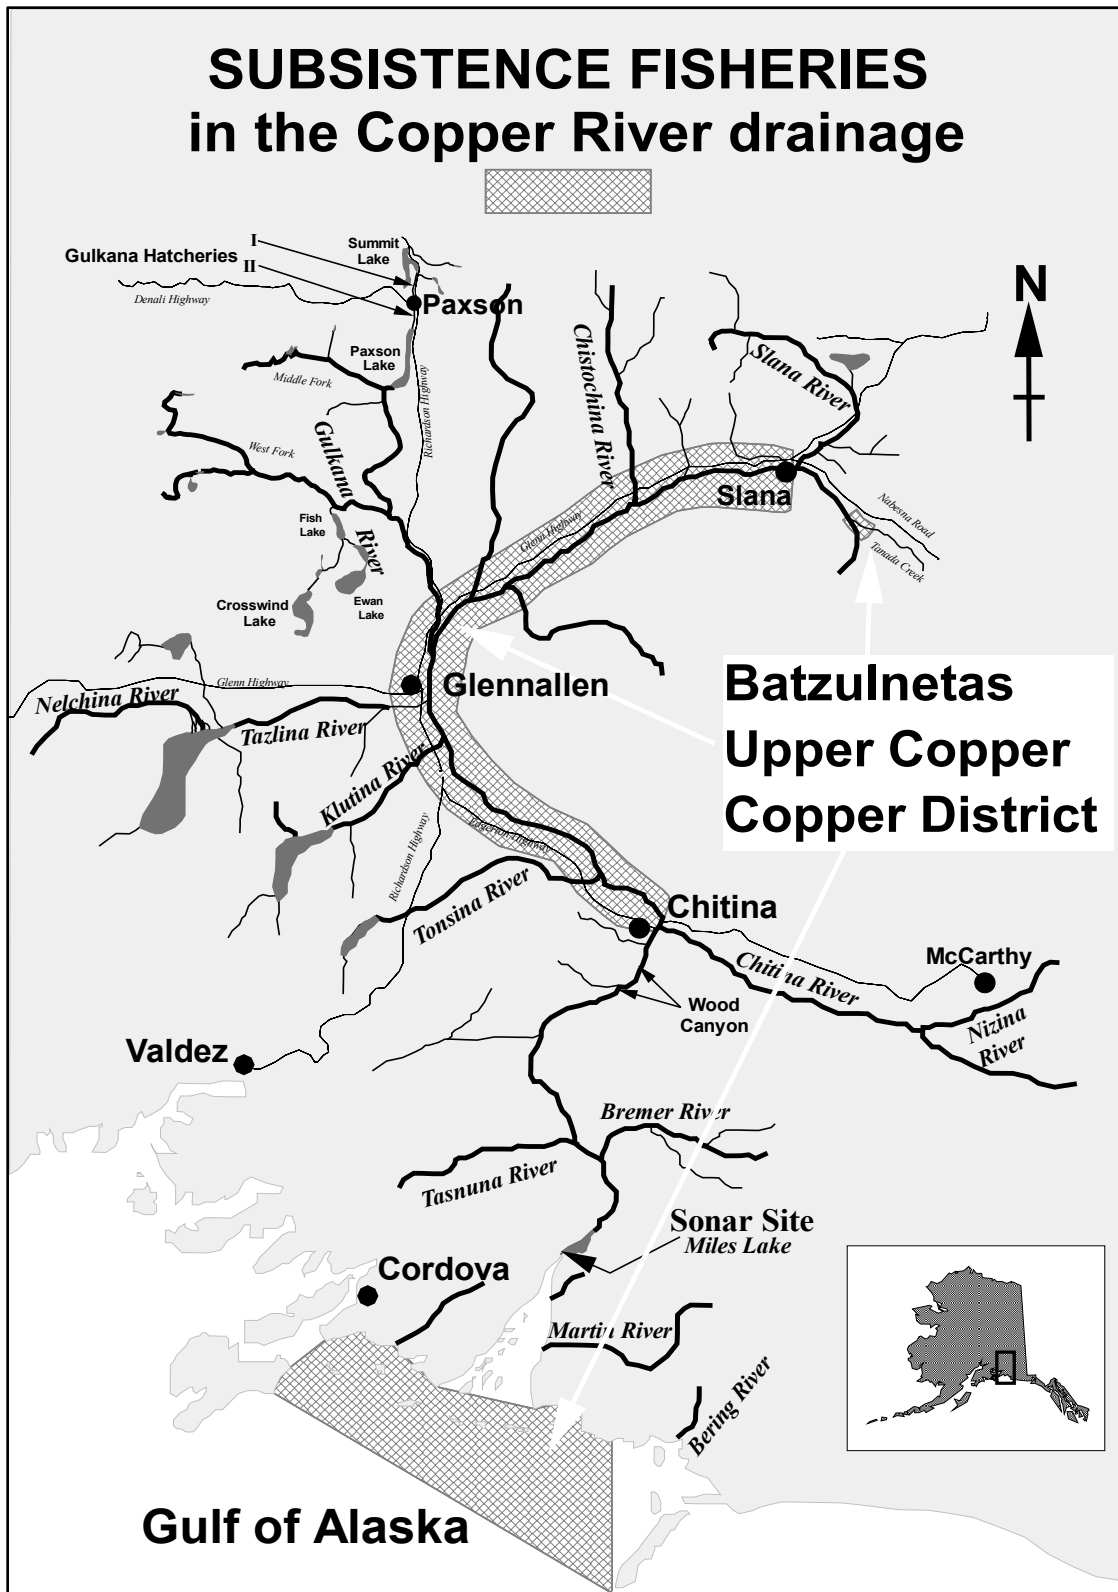 SUBSISTENCE FISHERIES
in the Copper River drainage
I
Gulkana Hatcheries
II
Summit
Lake
Denali Highway
Paxson
N
Paxson
Lake
Middle Fork
Richardson Highway
Chistochina River
Slana River
West Fork
Gulkana
River
Slana
Nabesna Road
Fish
Lake
Glenn Highway
Tanada Creek
Crosswind
Lake
Ewan
Lake
Batzulnetas
Upper Copper
Copper District
Nelchina River
Glenn Highway
Glennallen
Tazlina River
Klutina River
Richardson Highway
Edgerton Highway
Tonsina River
Chitina
Chitina River
McCarthy
Wood
Canyon
Nizina
River
Valdez
Bremer River
Tasnuna River
Sonar Site
Miles Lake
Cordova
Martin River
Bering River
Gulf of Alaska